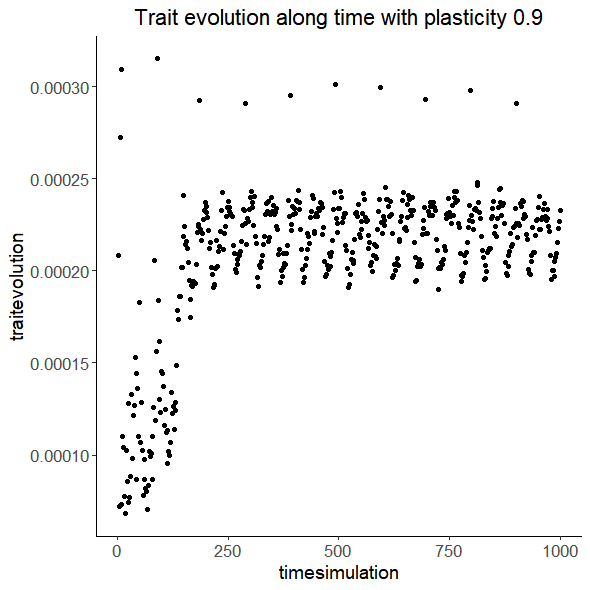 Trait evolution along time with plasticity 0.9
traitevolution
0.00030
0.00025
0.00020
0.00015
0.00010
0 250 500 750 1000
timesimulation